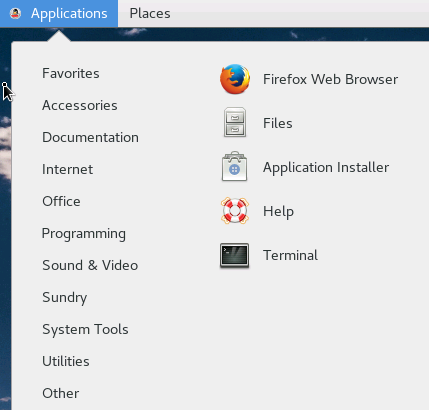 Applications Places
Favorites
Accessories
Documentation
Internet
Office
Programming
Sound & Video
Sundry
System Tools
Utilities
Other
Firefox Web Browser
Files
Application Installer
Help
Terminal